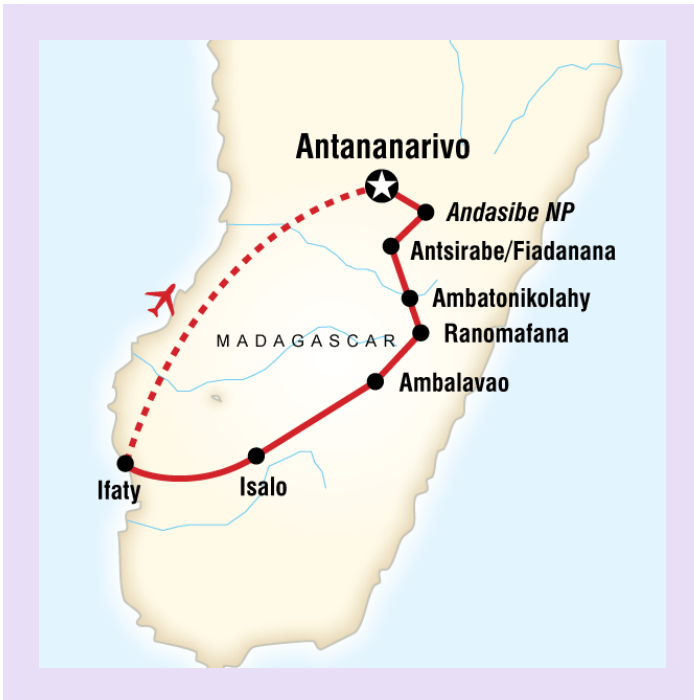 Antananarivo
Andasibe NP
Antsirabe/Fiadanana
Ambatonikolahy
MADAGASCAR
Ranomafana
Ambalavao
Ifaty
Isalo